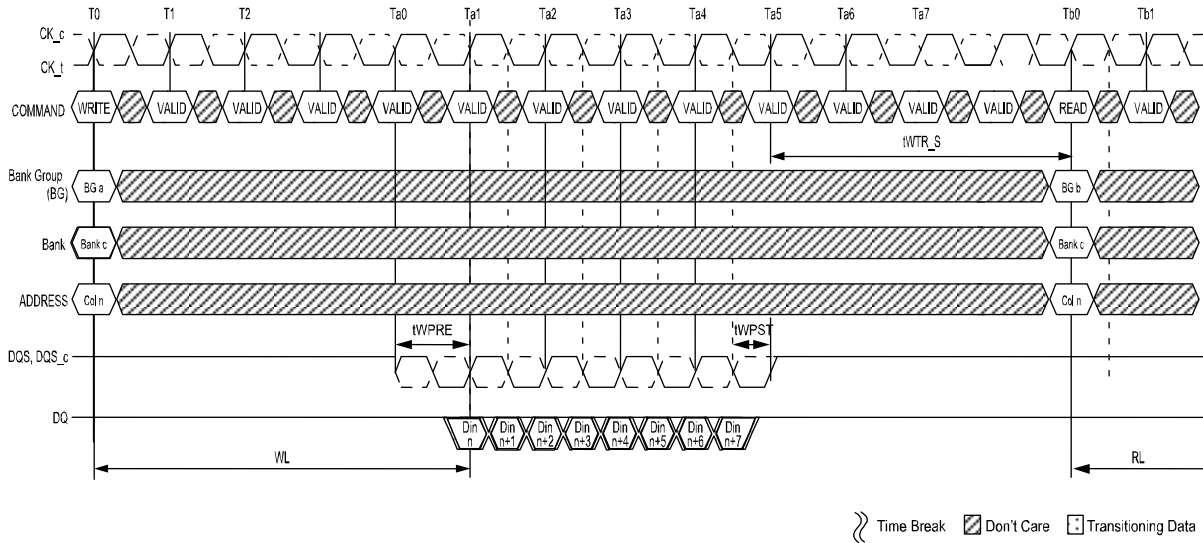 T0 T1 T2 Ta0 Ta1 Ta2 Ta3 Ta4 Ta5 Ta6 Ta7 Tb0 Tb1
CK_c
CK_t
COMMAND WRITE VALID VALID VALID VALID VALID VALID VALID VALID VALID VALID VALID VALID READ VALID
tWTR_S
Bank Group
(BG) BG a BG b
Bank Bank c Bank c
ADDRESS Col n Col n
tWPRE tWPST
DQS, DQS_c
DQ
Din Din Din Din Din Din Din Din
n n+1 n+2 n+3 n+4 n+5 n+6 n+7
WL RL
Time Break Don't Care Transitioning Data